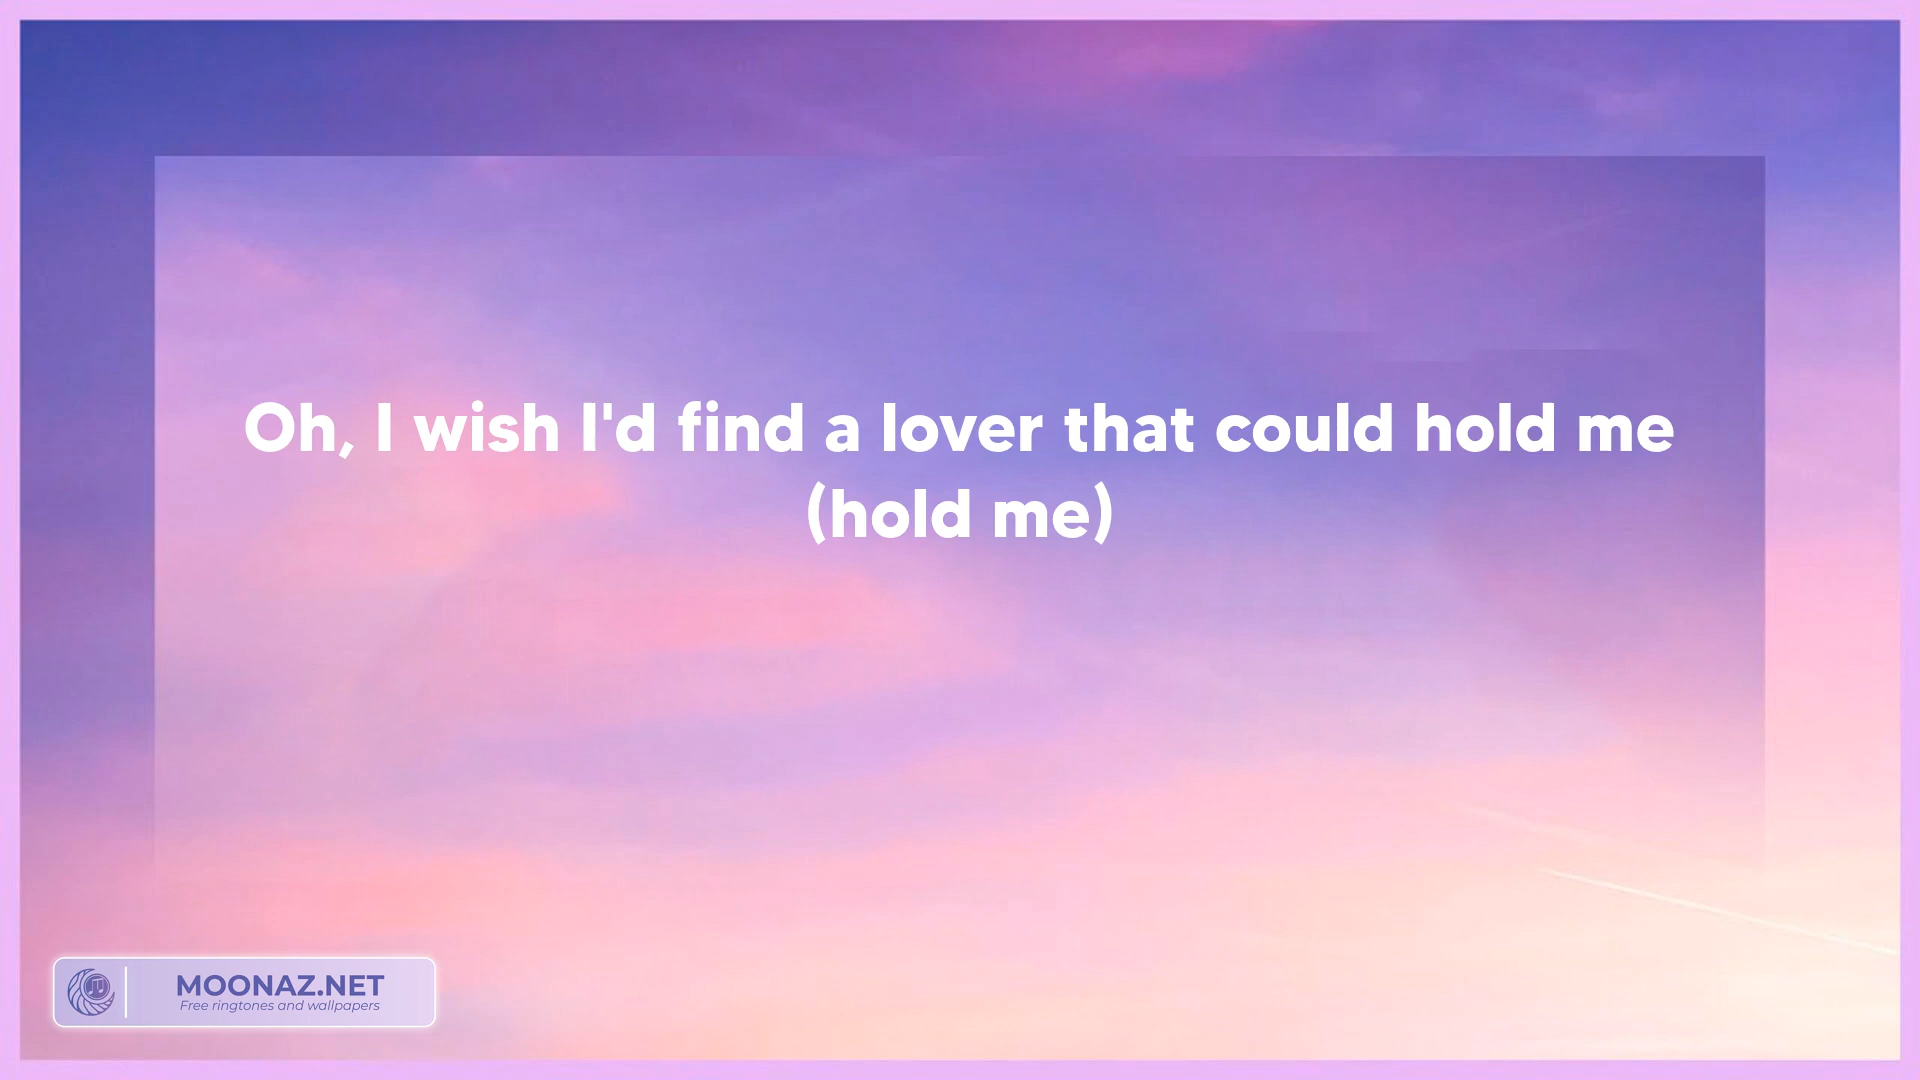 Oh, I wish I'd find a lover that could hold me
(hold me)
MOONAZ.NET
Free ringtones and wallpapers